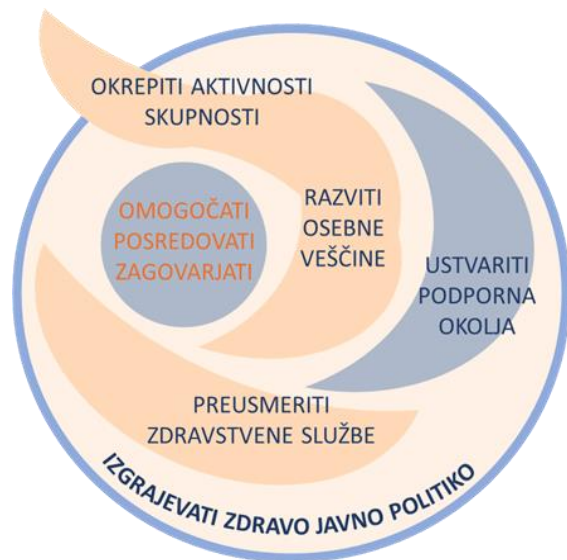 OKREPITI AKTIVNOSTI
SKUPNOSTI
OMOGOČATI
POSREDOVATI
ZAGOVARJATI
RAZVITI
OSEBNE
VEŠČINE
USTVARITI
PODPORNA
OKOLJA
PREUSMERITI
ZDRAVSTVENE SLUŽBE
IZGRAJEVATI ZDRAVO JAVNO POLITIKO